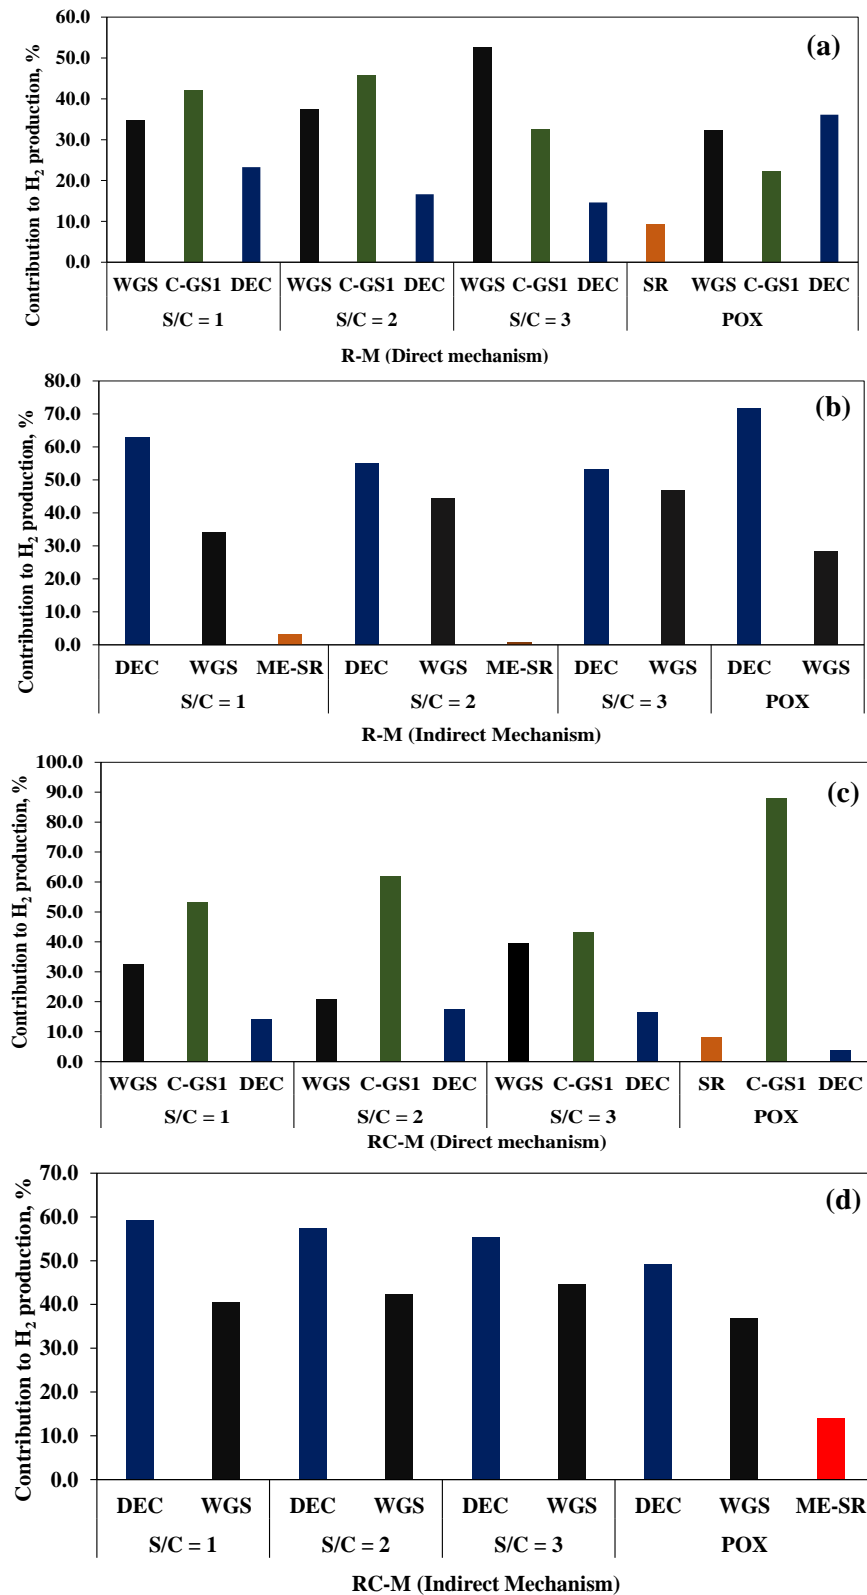 Contribution to H2 production, %
60.0
50.0
40.0
30.0
20.0
10.0
0.0
(a)
WGS C-GS1 DEC WGS C-GS1 DEC WGS C-GS1 DEC SR WGS C-GS1 DEC
S/C = 1 S/C = 2 S/C = 3 POX
R-M (Direct mechanism)
Contribution to H2 production, %
80.0
70.0
60.0
50.0
40.0
30.0
20.0
10.0
0.0
(b)
DEC WGS ME-SR DEC WGS ME-SR DEC WGS DEC WGS
S/C = 1 S/C = 2 S/C = 3 POX
R-M (Indirect Mechanism)
Contribution to H2 production, %
100.0
90.0
80.0
70.0
60.0
50.0
40.0
30.0
20.0
10.0
0.0
(c)
WGS C-GS1 DEC WGS C-GS1 DEC WGS C-GS1 DEC SR C-GS1 DEC
S/C = 1 S/C = 2 S/C = 3 POX
RC-M (Direct mechanism)
Contribution to H2 production, %
70.0
60.0
50.0
40.0
30.0
20.0
10.0
0.0
(d)
DEC WGS DEC WGS DEC WGS DEC WGS ME-SR
S/C = 1 S/C = 2 S/C = 3 POX
RC-M (Indirect Mechanism)